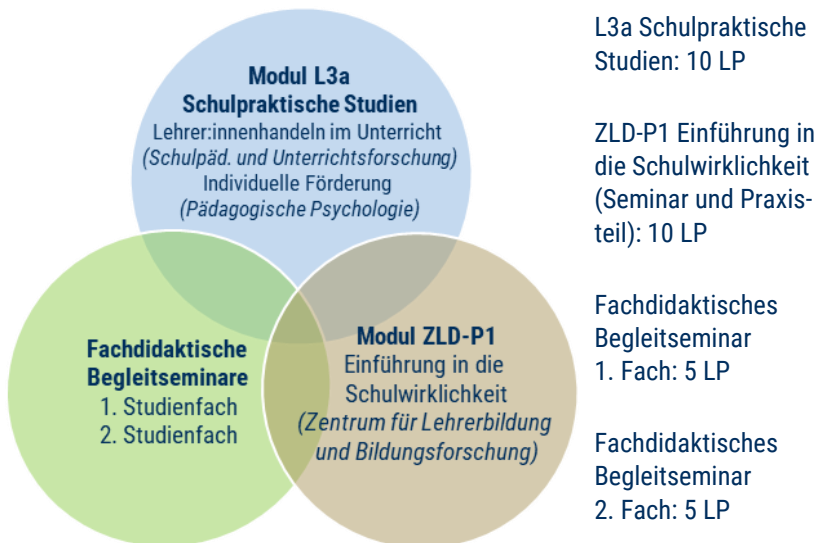 Modul L3a
Schulpraktische Studien
Lehrer:innenhandeln im Unterricht
(Schulpäd. und Unterrichtsforschung)
Individuelle Förderung
(Pädagogische Psychologie)
Fachdidaktische
Begleitseminare
1. Studienfach
2. Studienfach
Modul ZLD-P1
Einführung in die
Schulwirklichkeit
(Zentrum für Lehrerbildung
und Bildungsforschung)
L3a Schulpraktische
Studien: 10 LP
ZLD-P1 Einführung in
die Schulwirklichkeit
(Seminar und Praxis-
teil): 10 LP
Fachdidaktisches
Begleitseminar
1. Fach: 5 LP
Fachdidaktisches
Begleitseminar
2. Fach: 5 LP